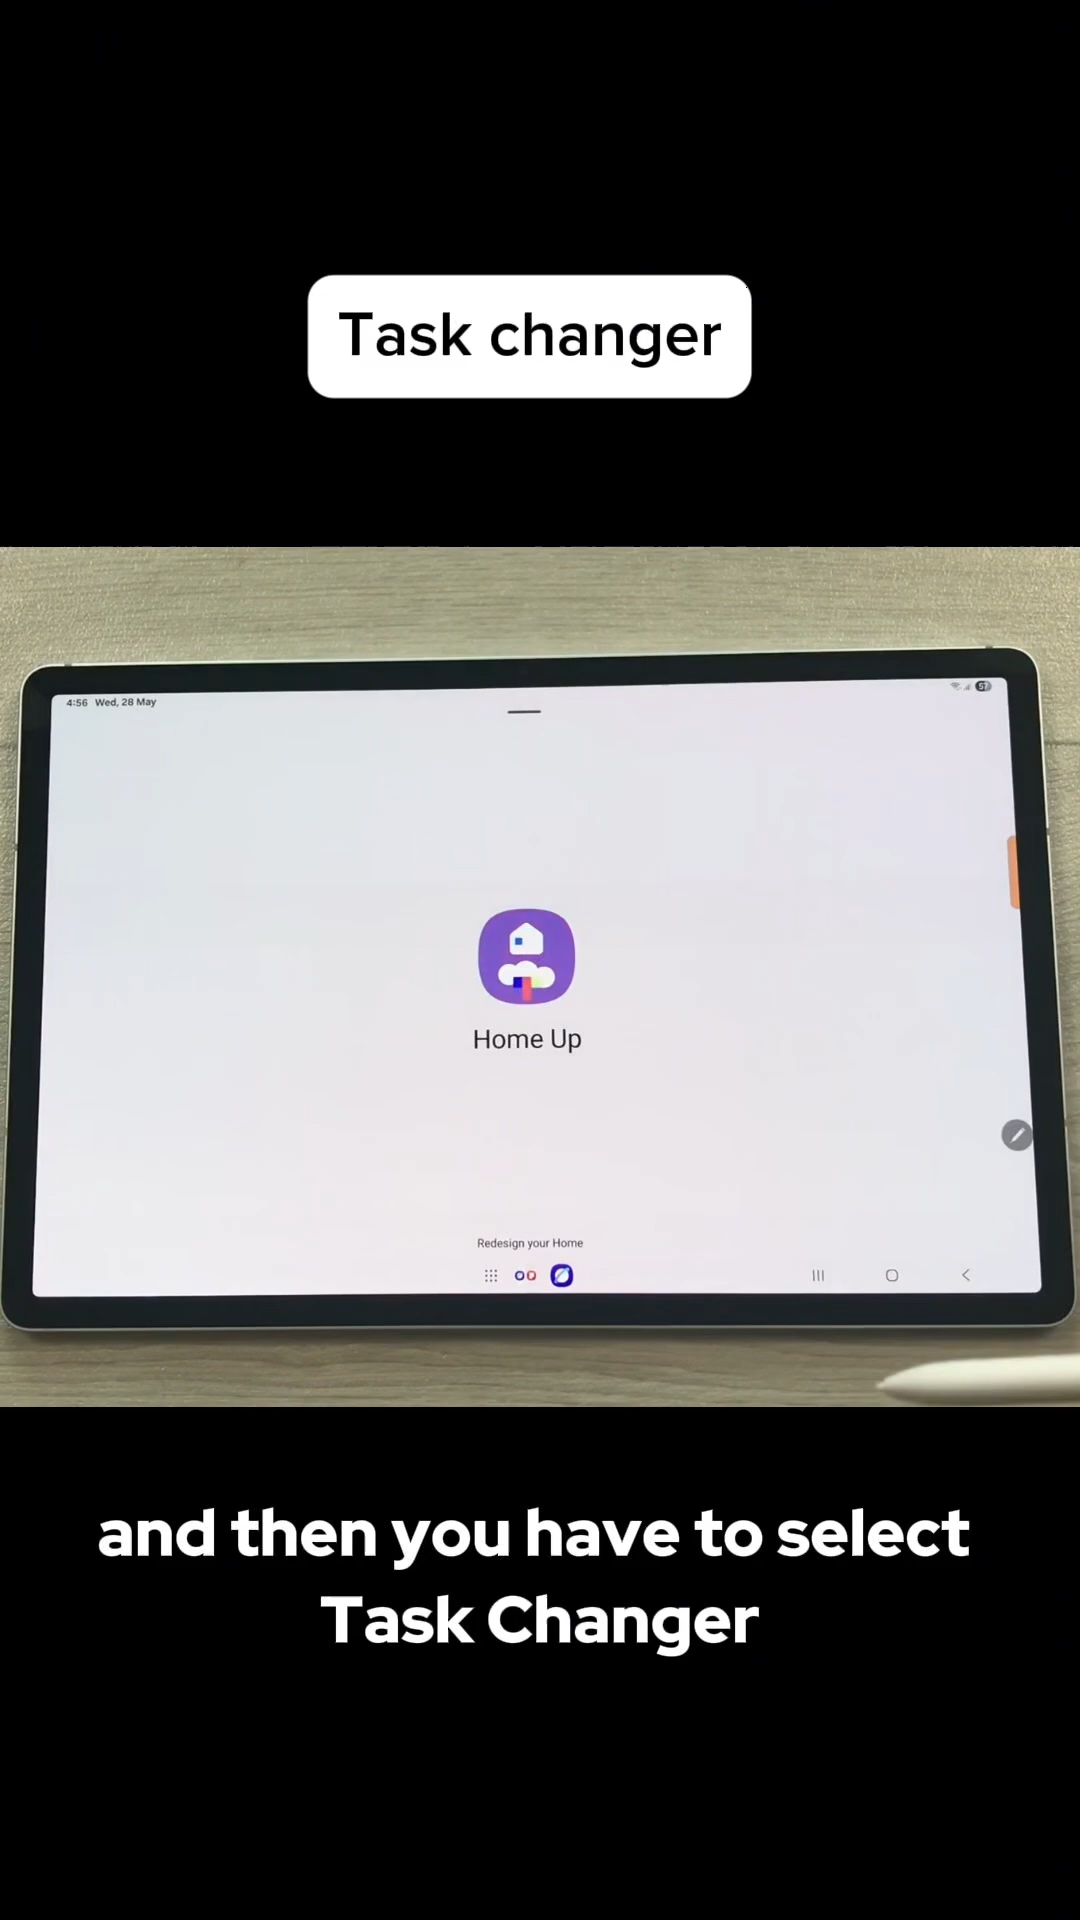 Task changer
4:56 Wed, 28 May
57
Home Up
Redesign your Home
and then you have to select
Task Changer